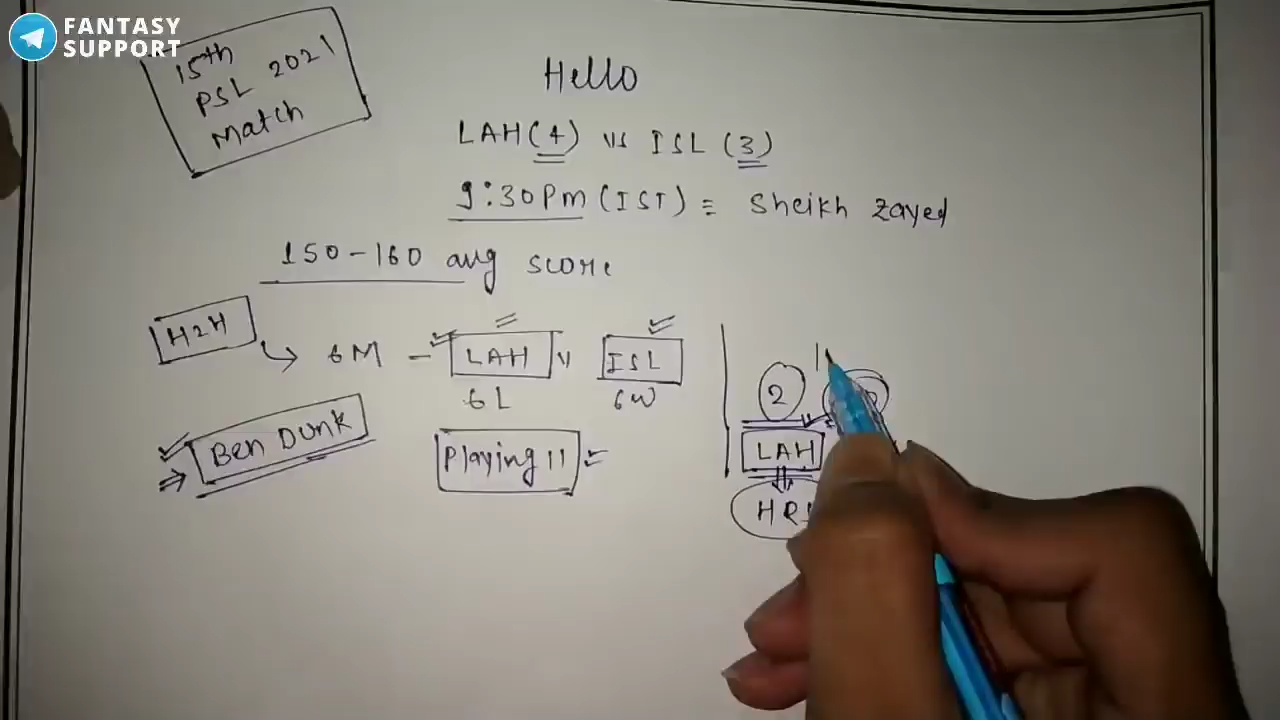 FANTASY
SUPPORT
15th
PSL 2021
Match
Hello
LAH (4) vs ISL (3)
9:30Pm (IST) = Sheikh Zayed
150-160 avg score
H2H
6M - LAH vs ISL
6L 6W
2
Ben Dunk
Playing 11
LAH